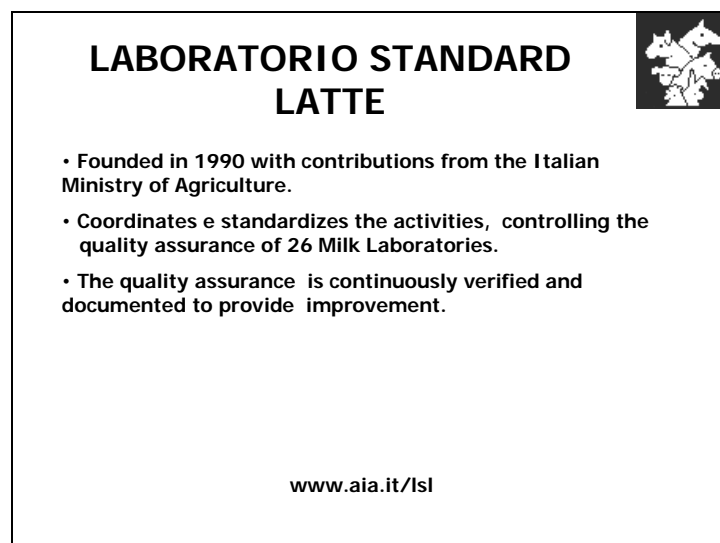 LABORATORIO STANDARD
LATTE
• Founded in 1990 with contributions from the Italian
Ministry of Agriculture.
• Coordinates e standardizes the activities, controlling the
quality assurance of 26 Milk Laboratories.
• The quality assurance is continuously verified and
documented to provide improvement.
www.aia.it/lsl